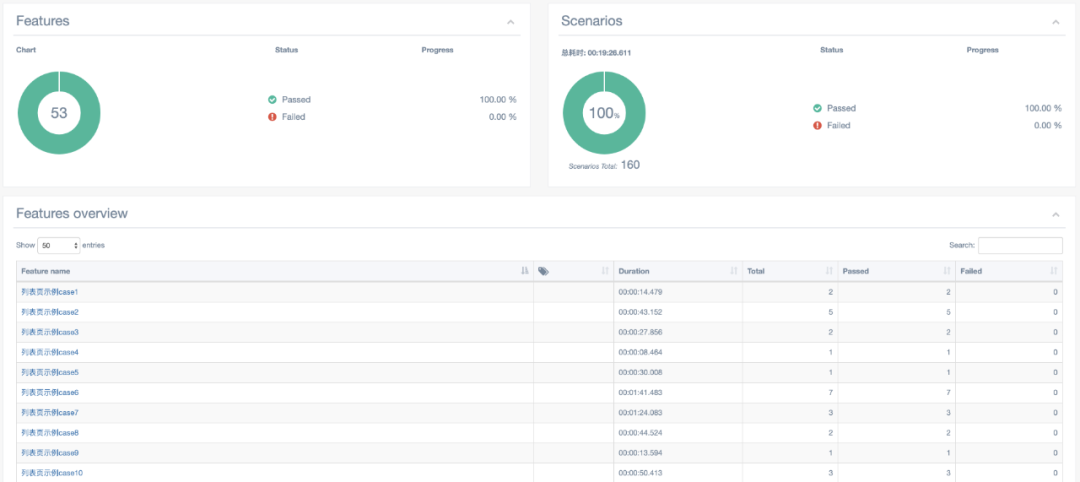 Features
Chart Status Progress
53
Passed 100.00 %
Failed 0.00 %
Scenarios
总耗时: 00:19:26.611 Status Progress
100%
Passed 100.00 %
Failed 0.00 %
Scenarios Total: 160
Features overview
Show 50 entries Search:
Feature name Duration Total Passed Failed
列表页示例case1 00:00:14.479 2 2 0
列表页示例case2 00:00:43.152 5 5 0
列表页示例case3 00:00:27.856 2 2 0
列表页示例case4 00:00:08.464 1 1 0
列表页示例case5 00:00:30.008 1 1 0
列表页示例case6 00:01:41.483 7 7 0
列表页示例case7 00:01:24.083 3 3 0
列表页示例case8 00:00:44.524 2 2 0
列表页示例case9 00:00:13.594 1 1 0
列表页示例case10 00:00:50.413 3 3 0